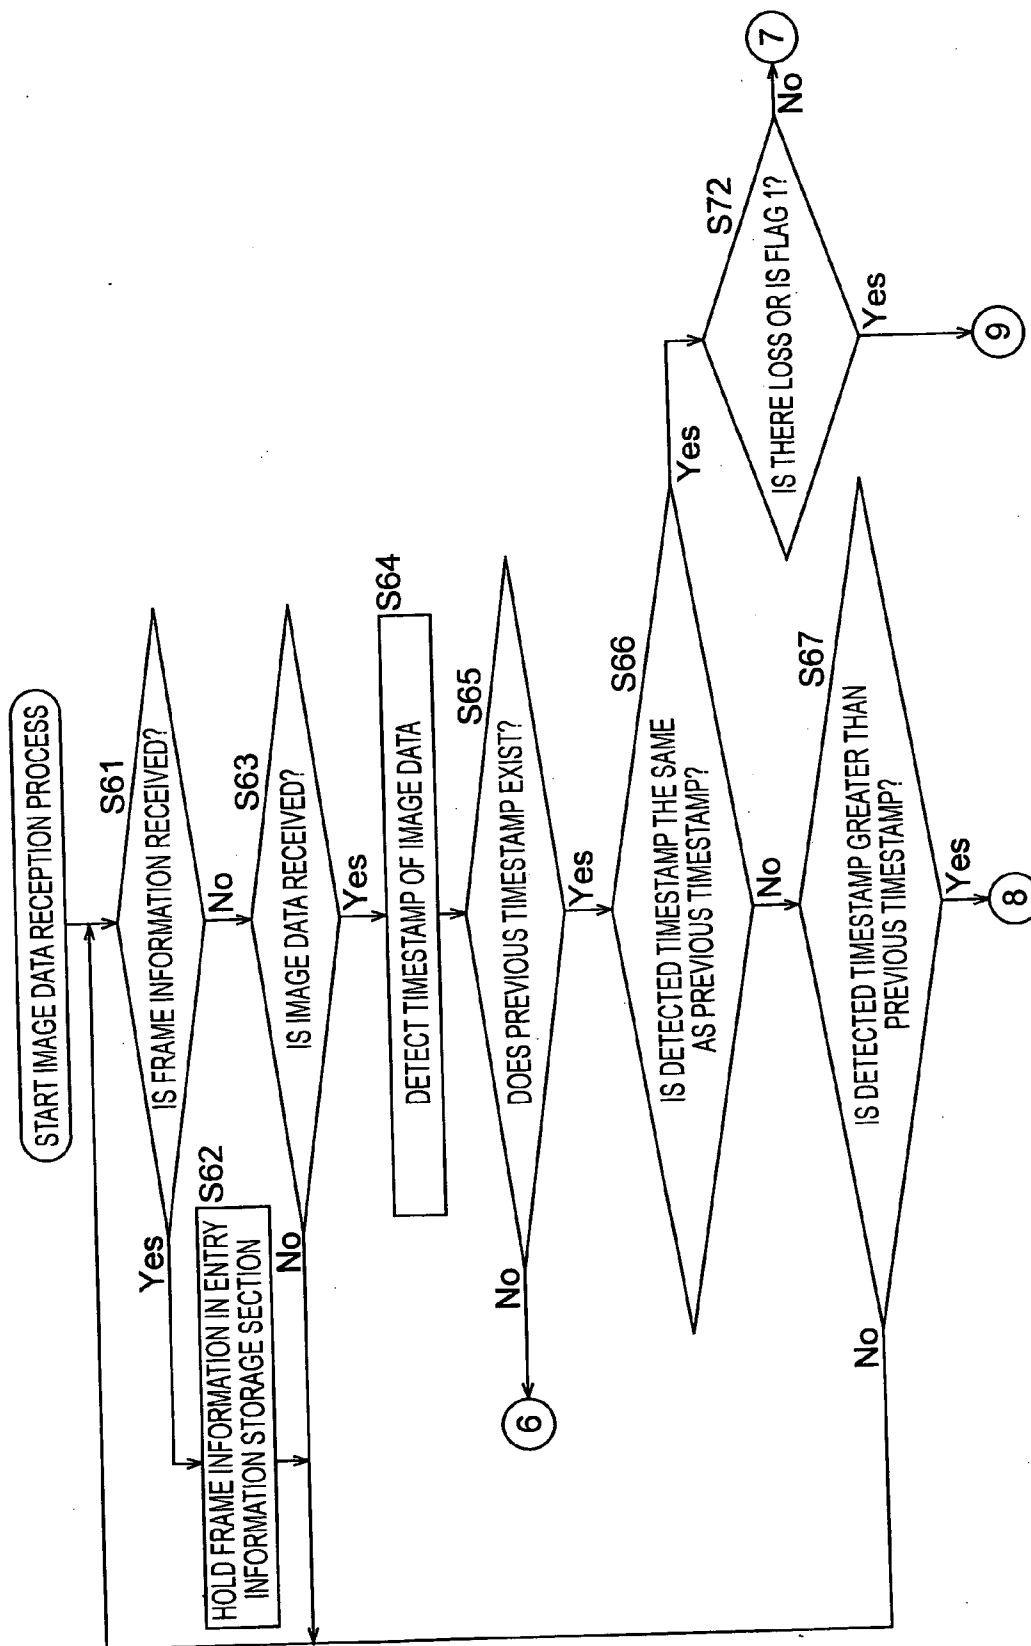 START IMAGE DATA RECEPTION PROCESS
S61
IS FRAME INFORMATION RECEIVED?
Yes
No
S62
HOLD FRAME INFORMATION IN ENTRY
INFORMATION STORAGE SECTION
S63
IS IMAGE DATA RECEIVED?
No
Yes
S64
DETECT TIMESTAMP OF IMAGE DATA
S65
DOES PREVIOUS TIMESTAMP EXIST?
No
6
Yes
S66
IS DETECTED TIMESTAMP THE SAME
AS PREVIOUS TIMESTAMP?
Yes
No
S72
IS THERE LOSS OR IS FLAG 1?
No
7
Yes
9
S67
IS DETECTED TIMESTAMP GREATER THAN
PREVIOUS TIMESTAMP?
No
Yes
8